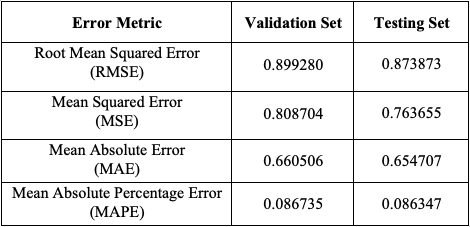 Error Metric Validation Set Testing Set
Root Mean Squared Error
(RMSE) 0.899280 0.873873
Mean Squared Error
(MSE) 0.808704 0.763655
Mean Absolute Error
(MAE) 0.660506 0.654707
Mean Absolute Percentage Error
(MAPE) 0.086735 0.086347